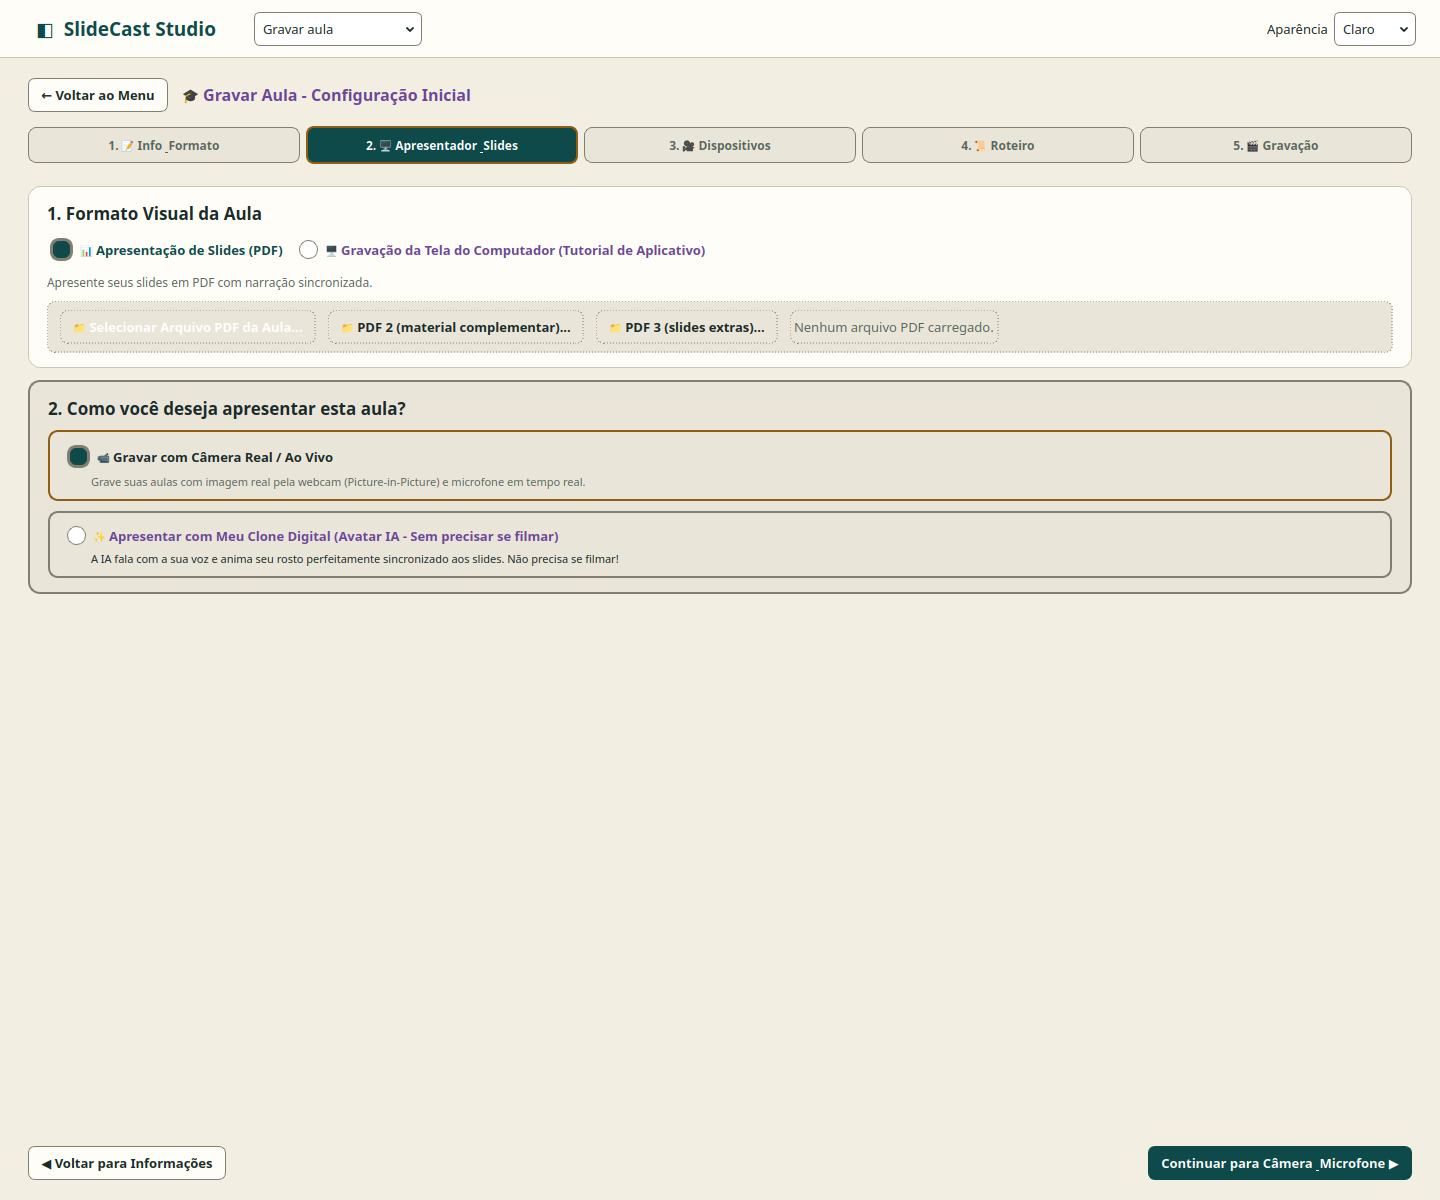 SlideCast Studio
Gravar aula
Aparência
Claro
← Voltar ao Menu
🎓 Gravar Aula - Configuração Inicial
1. 📝 Info _Formato
2. 🖥️ Apresentador _Slides
3. 🎥 Dispositivos
4. 📜 Roteiro
5. 🎬 Gravação
1. Formato Visual da Aula
📊 Apresentação de Slides (PDF)
🖥️ Gravação da Tela do Computador (Tutorial de Aplicativo)
Apresente seus slides em PDF com narração sincronizada.
📁 Selecionar Arquivo PDF da Aula...
📁 PDF 2 (material complementar)...
📁 PDF 3 (slides extras)...
Nenhum arquivo PDF carregado.
2. Como você deseja apresentar esta aula?
📹 Gravar com Câmera Real / Ao Vivo
Grave suas aulas com imagem real pela webcam (Picture-in-Picture) e microfone em tempo real.
✨ Apresentar com Meu Clone Digital (Avatar IA - Sem precisar se filmar)
A IA fala com a sua voz e anima seu rosto perfeitamente sincronizado aos slides. Não precisa se filmar!
◀ Voltar para Informações
Continuar para Câmera _Microfone ▶